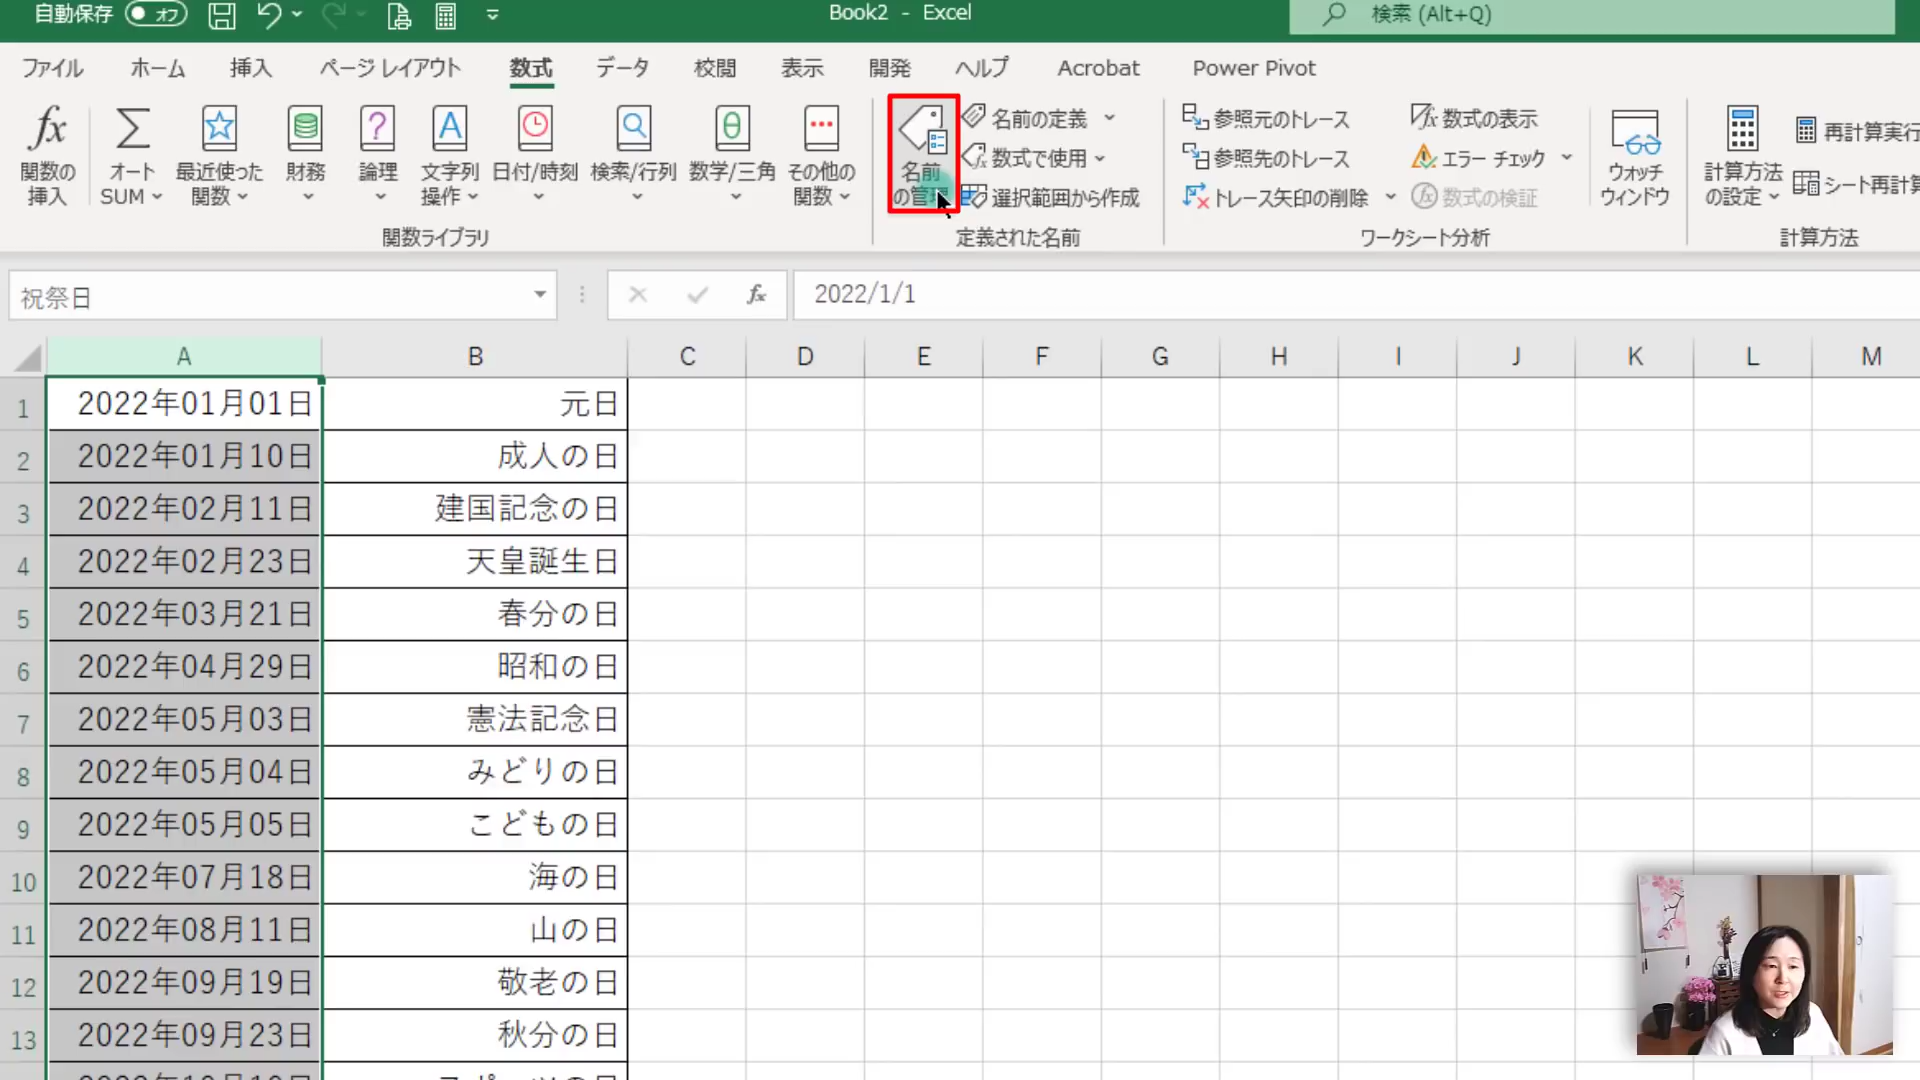 自動保存 オフ Book2 - Excel 検索 (Alt+Q)
ファイル ホーム 挿入 ページ レイアウト 数式 データ 校閲 表示 開発 ヘルプ Acrobat Power Pivot
関数の挿入 オート SUM 最近使った関数 財務 論理 文字列操作 日付/時刻 検索/行列 数学/三角 その他の関数
名前の管理 名前の定義 数式で使用 選択範囲から作成
参照元のトレース 参照先のトレース トレース矢印の削除 数式の表示 エラー チェック 数式の検証
ウォッチ ウィンドウ 計算方法の設定 再計算実行 シート再計算
関数ライブラリ 定義された名前 ワークシート分析 計算方法
祝祭日 fx 2022/1/1
A B C D E F G H I J K L M
1 2022年01月01日 元日
2 2022年01月10日 成人の日
3 2022年02月11日 建国記念の日
4 2022年02月23日 天皇誕生日
5 2022年03月21日 春分の日
6 2022年04月29日 昭和の日
7 2022年05月03日 憲法記念日
8 2022年05月04日 みどりの日
9 2022年05月05日 こどもの日
10 2022年07月18日 海の日
11 2022年08月11日 山の日
12 2022年09月19日 敬老の日
13 2022年09月23日 秋分の日